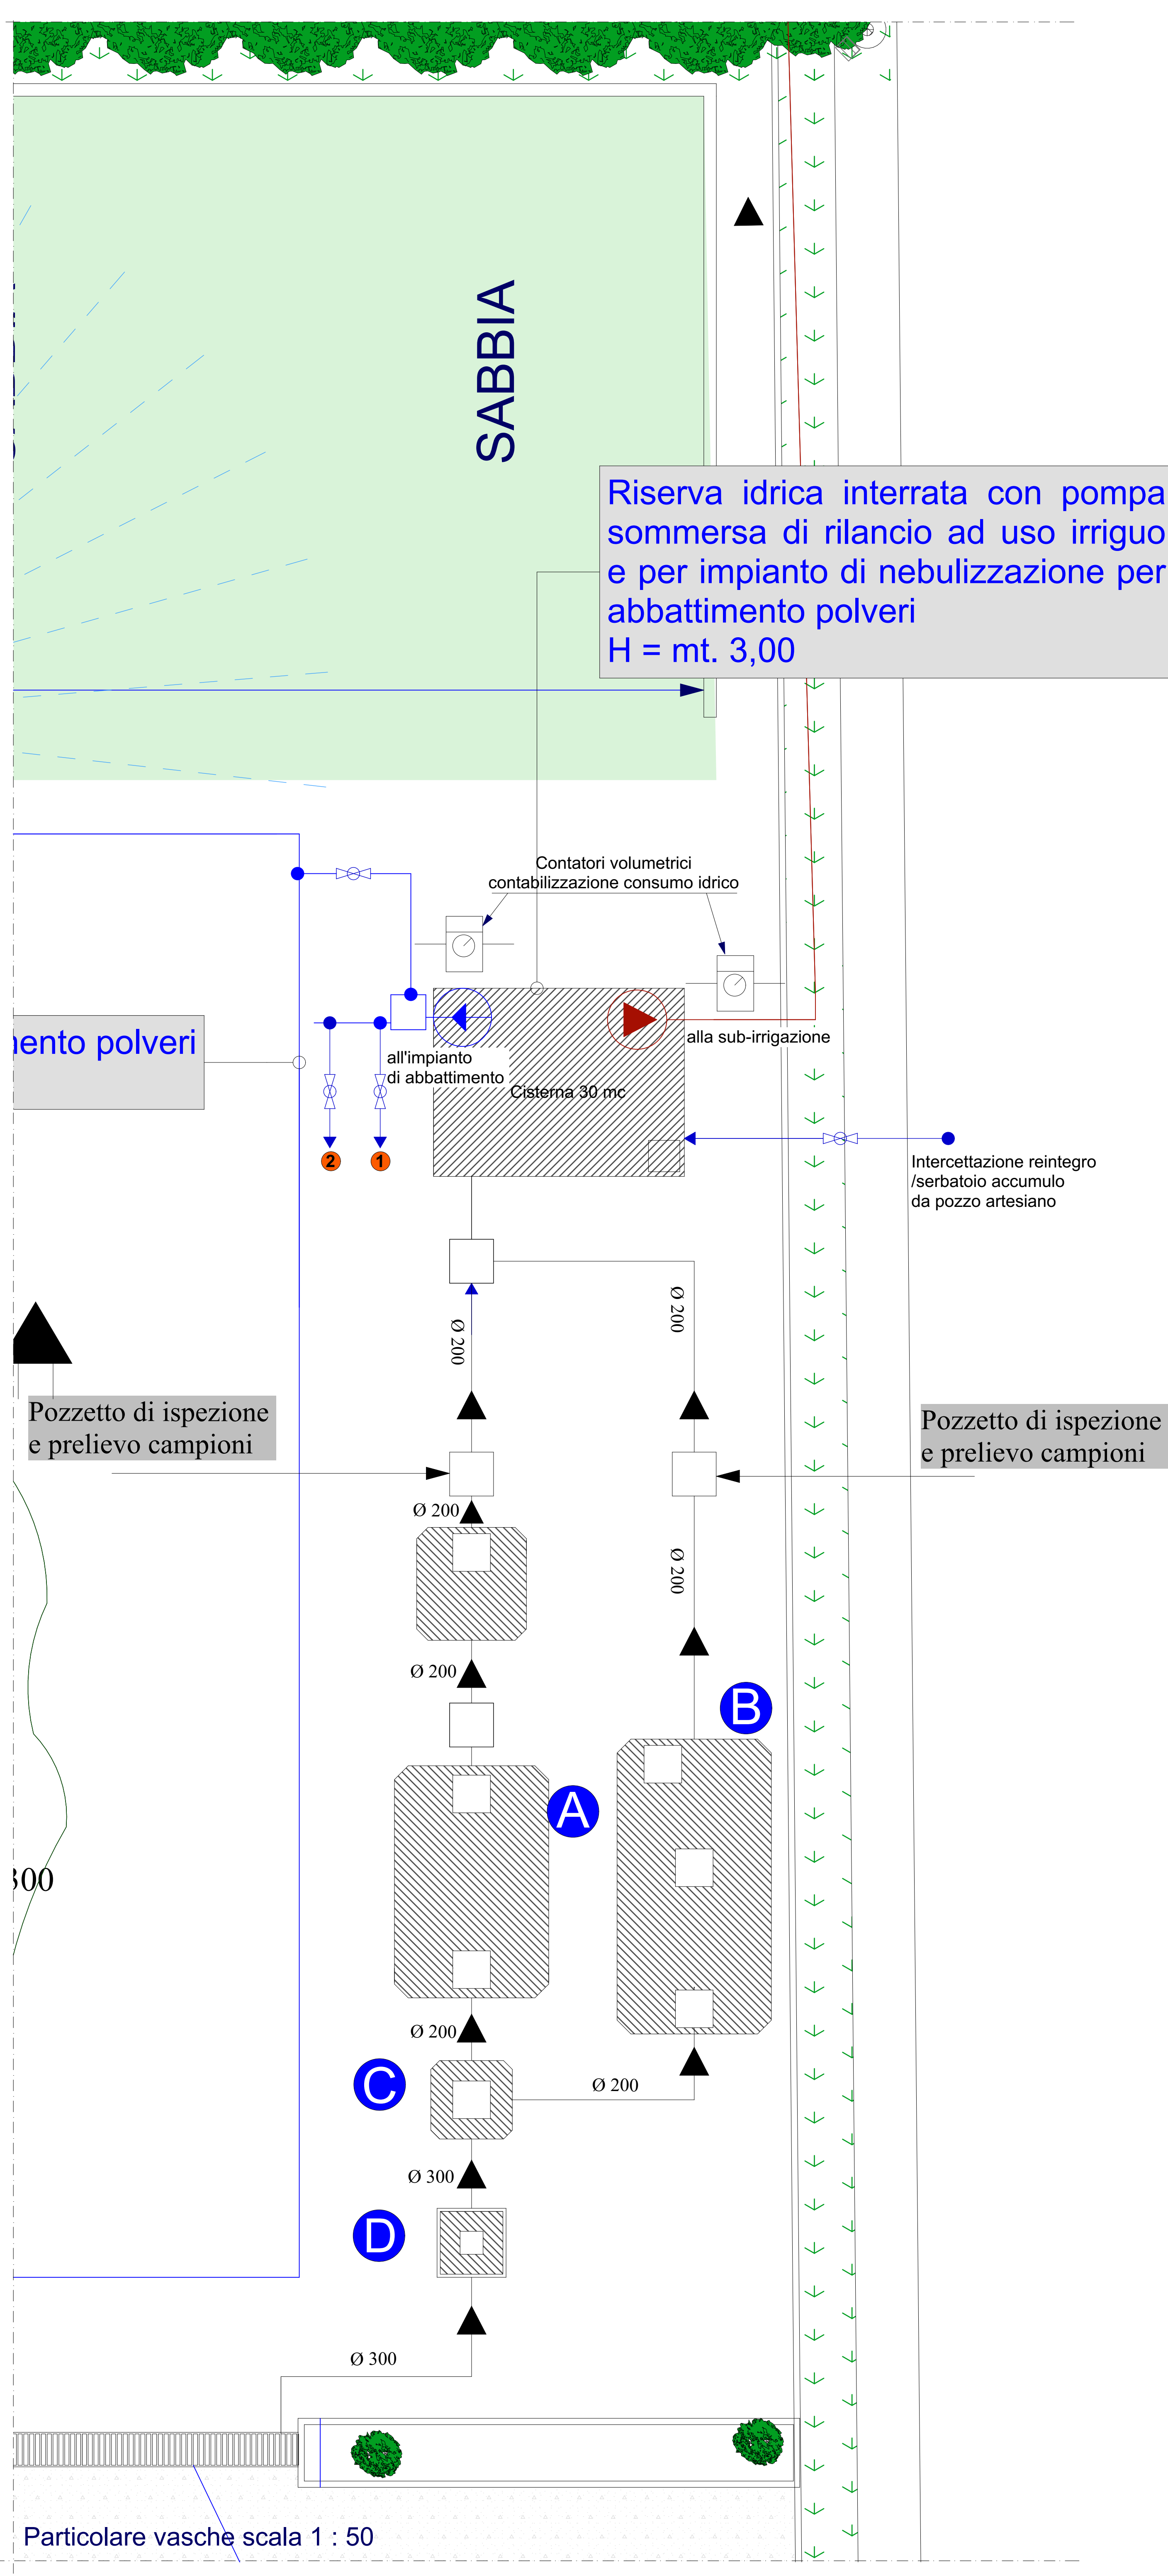 SABBIA
Riserva idrica interrata con pompa
sommersa di rilancio ad uso irriguo
e per impianto di nebulizzazione per
abbattimento polveri
H = mt. 3,00
Contatori volumetrici
contabilizzazione consumo idrico
mento polveri
all'impianto
di abbattimento
alla sub-irrigazione
Cisterna 30 mc
2
1
Intercettazione reintegro
/serbatoio accumulo
da pozzo artesiano
Ø 200
Ø 200
Pozzetto di ispezione
e prelievo campioni
Pozzetto di ispezione
e prelievo campioni
Ø 200
Ø 200
Ø 200
B
A
300
Ø 200
C
Ø 200
Ø 300
D
Ø 300
Particolare vasche scala 1 : 50